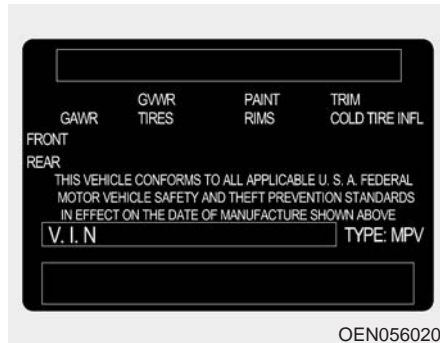 GVWR PAINT TRIM
GAWR TIRES RIMS COLD TIRE INFL
FRONT
REAR
THIS VEHICLE CONFORMS TO ALL APPLICABLE U. S. A. FEDERAL
MOTOR VEHICLE SAFETY AND THEFT PREVENTION STANDARDS
IN EFFECT ON THE DATE OF MANUFACTURE SHOWN ABOVE
V. I. N TYPE: MPV
OEN056020